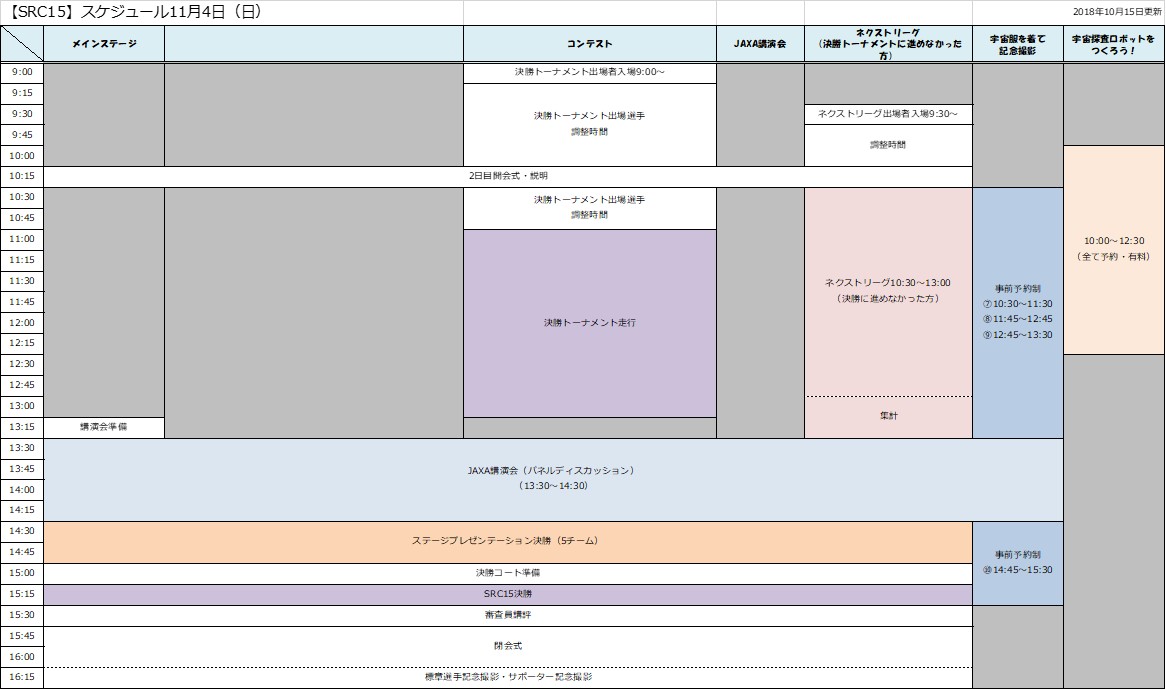 【SRC15】スケジュール11月4日（日）
2018年10月15日更新
メインステージ
コンテスト
JAXA講演会
ネクストリーグ
（決勝トーナメントに進めなかった
方）
宇宙服を着て
記念撮影
宇宙探査ロボットを
つくろう！
9:00
決勝トーナメント出場者入場9:00～
9:15
決勝トーナメント出場選手
調整時間
9:30
ネクストリーグ出場者入場9:30～
9:45
調整時間
10:00
10:15
2日目開会式・説明
10:30
決勝トーナメント出場選手
調整時間
10:45
11:00
10:00～12:30
（全て予約・有料）
11:15
11:30
ネクストリーグ10:30～13:00
（決勝に進めなかった方）
事前予約制
⑦10:30～11:30
⑧11:45～12:45
⑨12:45～13:30
11:45
12:00
決勝トーナメント走行
12:15
12:30
12:45
13:00
集計
13:15
講演会準備
13:30
13:45
JAXA講演会（パネルディスカッション）
（13:30～14:30）
14:00
14:15
14:30
ステージプレゼンテーション決勝（5チーム）
14:45
事前予約制
⑩14:45～15:30
15:00
決勝コート準備
15:15
SRC15決勝
15:30
審査員講評
15:45
閉会式
16:00
16:15
標章選手記念撮影・サポーター記念撮影